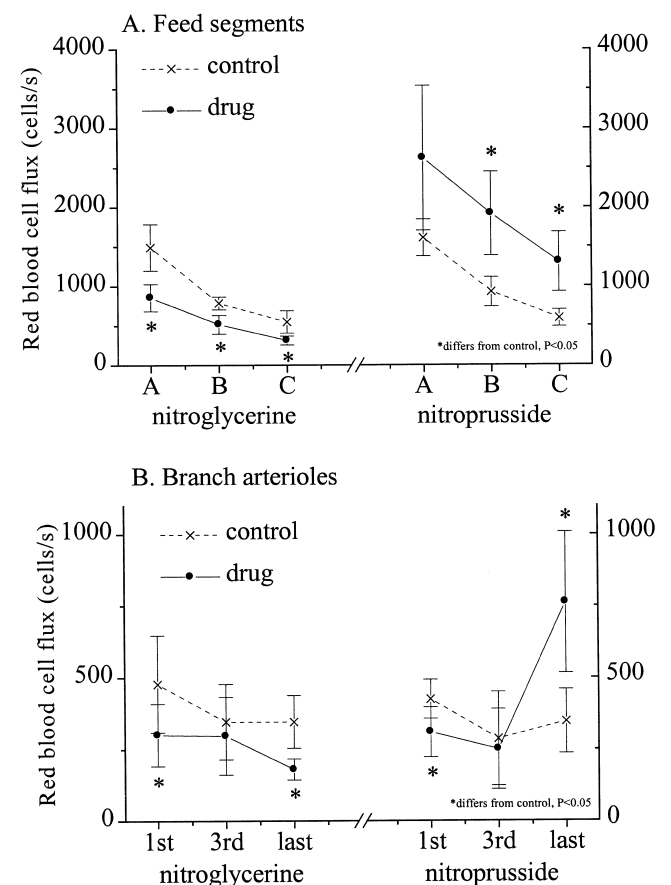 A. Feed segments
Red blood cell flux (cells/s)
4000
3000
2000
1000
0
control
drug
4000
3000
2000
1000
0
*
*
*
*
*
*differs from control, P<0.05
A B C
A B C
nitroglycerine
nitroprusside
B. Branch arterioles
Red blood cell flux (cells/s)
1000
500
0
control
drug
1000
500
0
*
*
*
*
*differs from control, P<0.05
1st 3rd last
1st 3rd last
nitroglycerine
nitroprusside